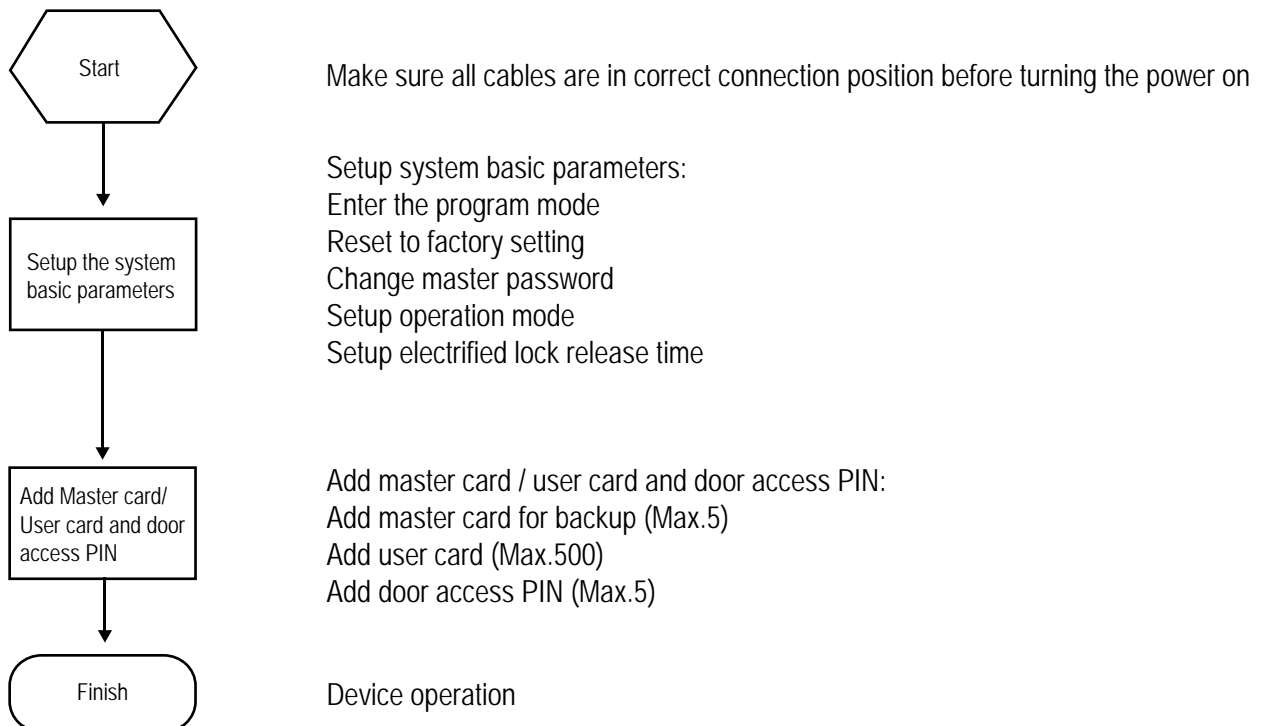 Start
Make sure all cables are in correct connection position before turning the power on
Setup the system
basic parameters
Setup system basic parameters:
Enter the program mode
Reset to factory setting
Change master password
Setup operation mode
Setup electrified lock release time
Add Master card/
User card and door
access PIN
Add master card / user card and door access PIN:
Add master card for backup (Max.5)
Add user card (Max.500)
Add door access PIN (Max.5)
Finish
Device operation